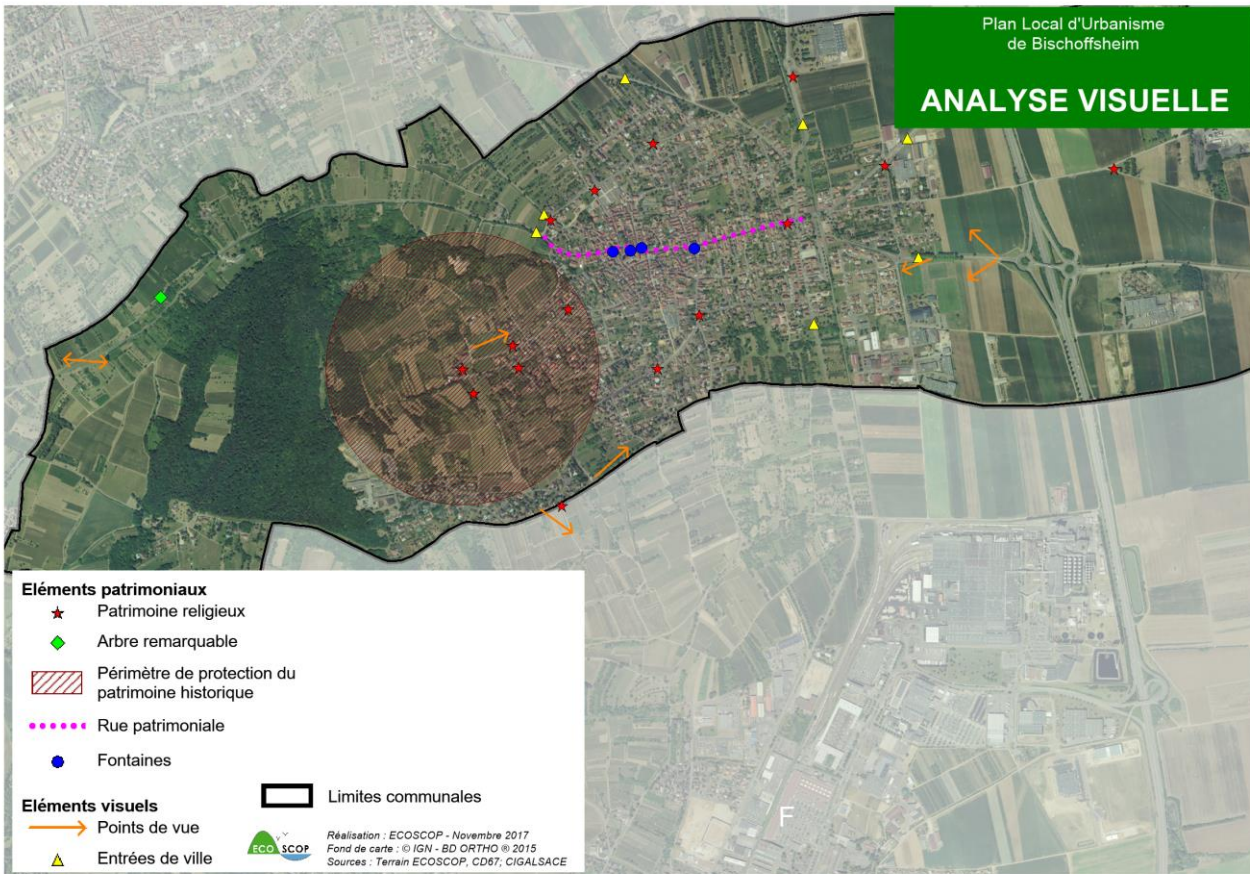 Plan Local d'Urbanisme
de Bischoffsheim
ANALYSE VISUELLE
Eléments patrimoniaux
Patrimoine religieux
Arbre remarquable
Périmètre de protection du
patrimoine historique
Rue patrimoniale
Fontaines
Eléments visuels
Points de vue
Entrées de ville
Limites communales
ECO SCOP
Réalisation : ECOSCOP - Novembre 2017
Fond de carte : © IGN - BD ORTHO ® 2015
Sources : Terrain ECOSCOP, CD67; CIGALSACE
F